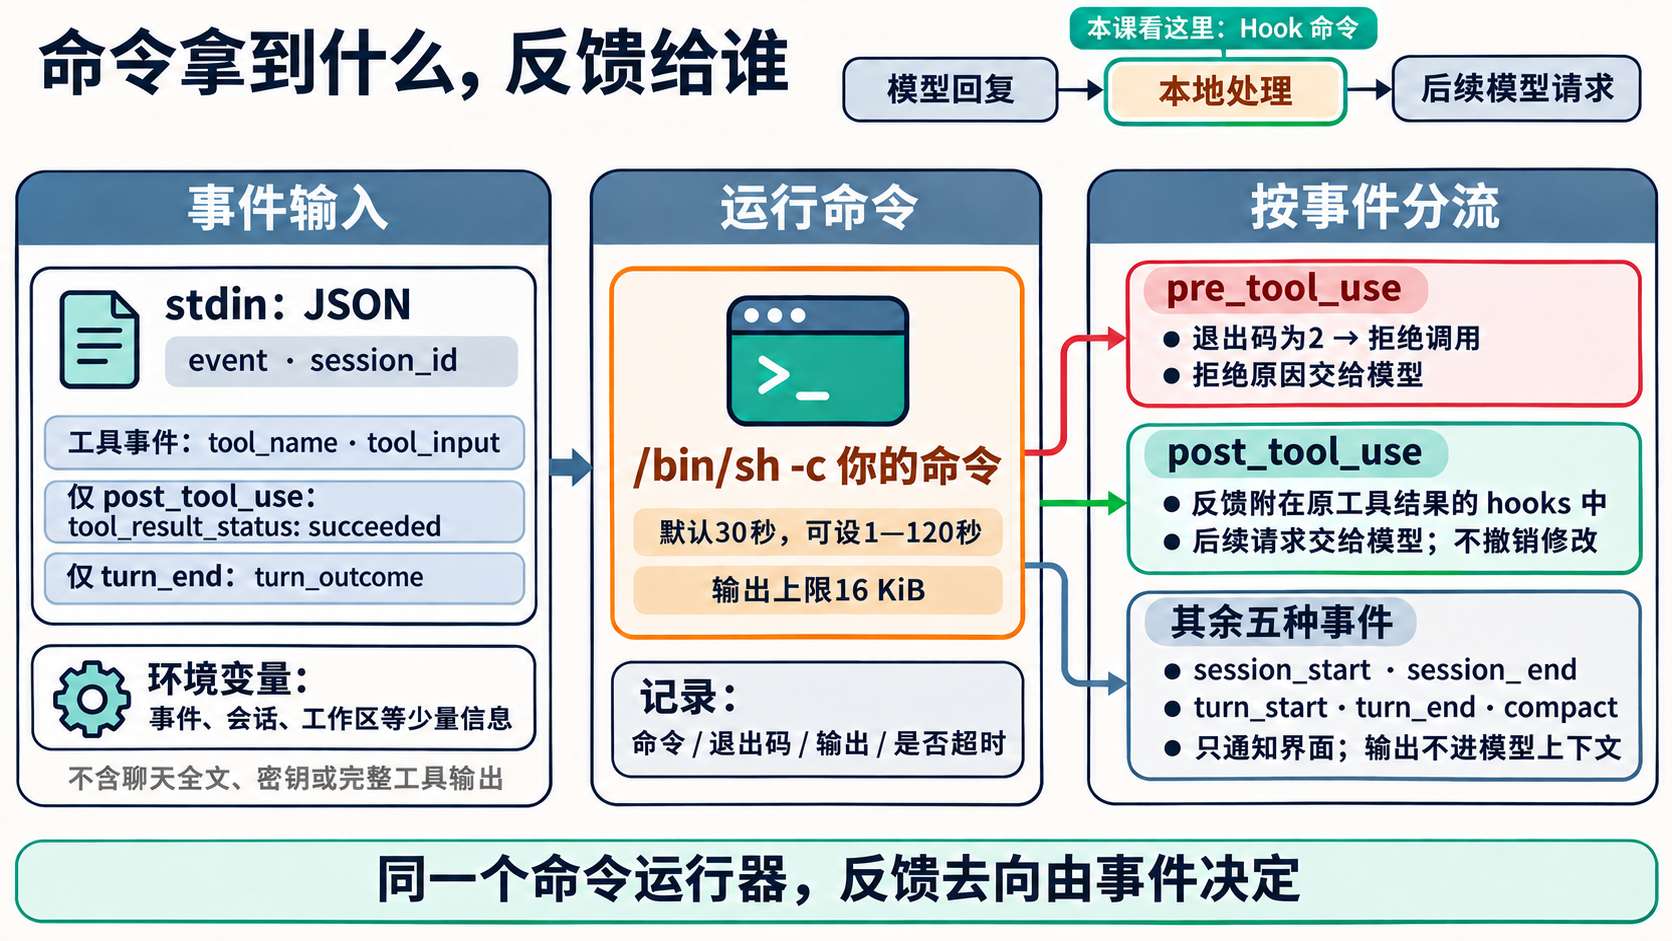 命令拿到什么，反馈给谁
本课看这里：Hook 命令
模型回复
本地处理
后续模型请求
事件输入
stdin：JSON
event · session_id
工具事件：tool_name · tool_input
仅 post_tool_use：
tool_result_status: succeeded
仅 turn_end：turn_outcome
环境变量：
事件、会话、工作区等少量信息
不含聊天全文、密钥或完整工具输出
运行命令
>_
/bin/sh -c 你的命令
默认30秒，可设1—120秒
输出上限16 KiB
记录：
命令 / 退出码 / 输出 / 是否超时
按事件分流
pre_tool_use
● 退出码为2 → 拒绝调用
● 拒绝原因交给模型
post_tool_use
● 反馈附在原工具结果的 hooks 中
● 后续请求交给模型；不撤销修改
其余五种事件
● session_start · session_end
● turn_start · turn_end · compact
● 只通知界面；输出不进模型上下文
同一个命令运行器，反馈去向由事件决定